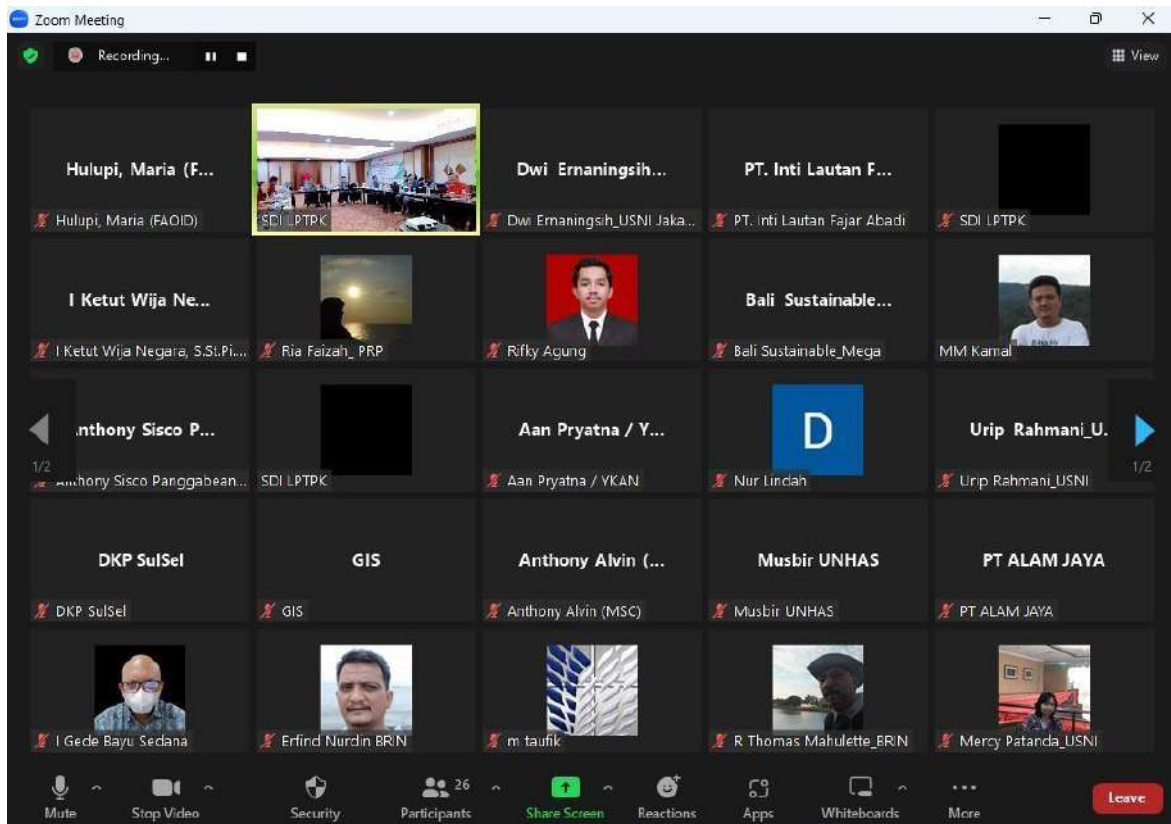 Zoom Meeting
Recording...
View
Hulupi, Maria (F...
Dwi Ernaningsih...
PT. Inti Lautan F...
Hulupi, Maria (FAOID)
SDI LPTPK
Dwi Ernaningsih_USNI Jaka...
PT. Inti Lautan Fajar Abadi
SDI LPTPK
I Ketut Wija Ne...
Bali Sustainable...
I Ketut Wija Negara, S.St.Pi....
Ria Faizah_ PRP
Rifky Agung
Bali Sustainable_Mega
MM Kamal
.nthony Sisco P...
Aan Pryatna / Y...
D
Urip Rahmani_U.
1/2
1/2
Anthony Sisco Panggabean...
SDI LPTPK
Aan Pryatna / YKAN
Nur Lindah
Urip Rahmani_USNI
DKP SulSel
GIS
Anthony Alvin (...
Musbir UNHAS
PT ALAM JAYA
DKP SulSel
GIS
Anthony Alvin (MSC)
Musbir UNHAS
PT ALAM JAYA
I Gede Bayu Sedana
Erfind Nurdin BRIN
m taufik
R Thomas Mahulette_BRIN
Mercy Patanda_USNI
26
Mute
Stop Video
Security
Participants
Share Screen
Reactions
Apps
Whiteboards
More
Leave